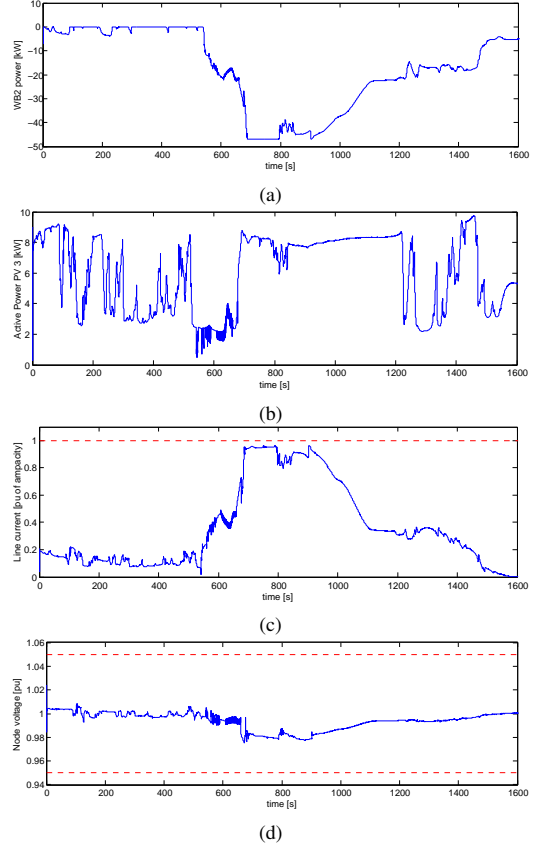 0
−10
−20
−30
−40
−50
WB2 power [kW]
0 200 400 600 800 1000 1200 1400 1600
time [s]
(a)
10
8
6
4
2
0
Active Power PV 3 [kW]
0 200 400 600 800 1000 1200 1400 1600
time [s]
(b)
1
0.8
0.6
0.4
0.2
0
Line current [pu of ampacity]
0 200 400 600 800 1000 1200 1400 1600
time [s]
(c)
1.06
1.04
1.02
1
0.98
0.96
0.94
Node voltage [pu]
0 200 400 600 800 1000 1200 1400 1600
time [s]
(d)